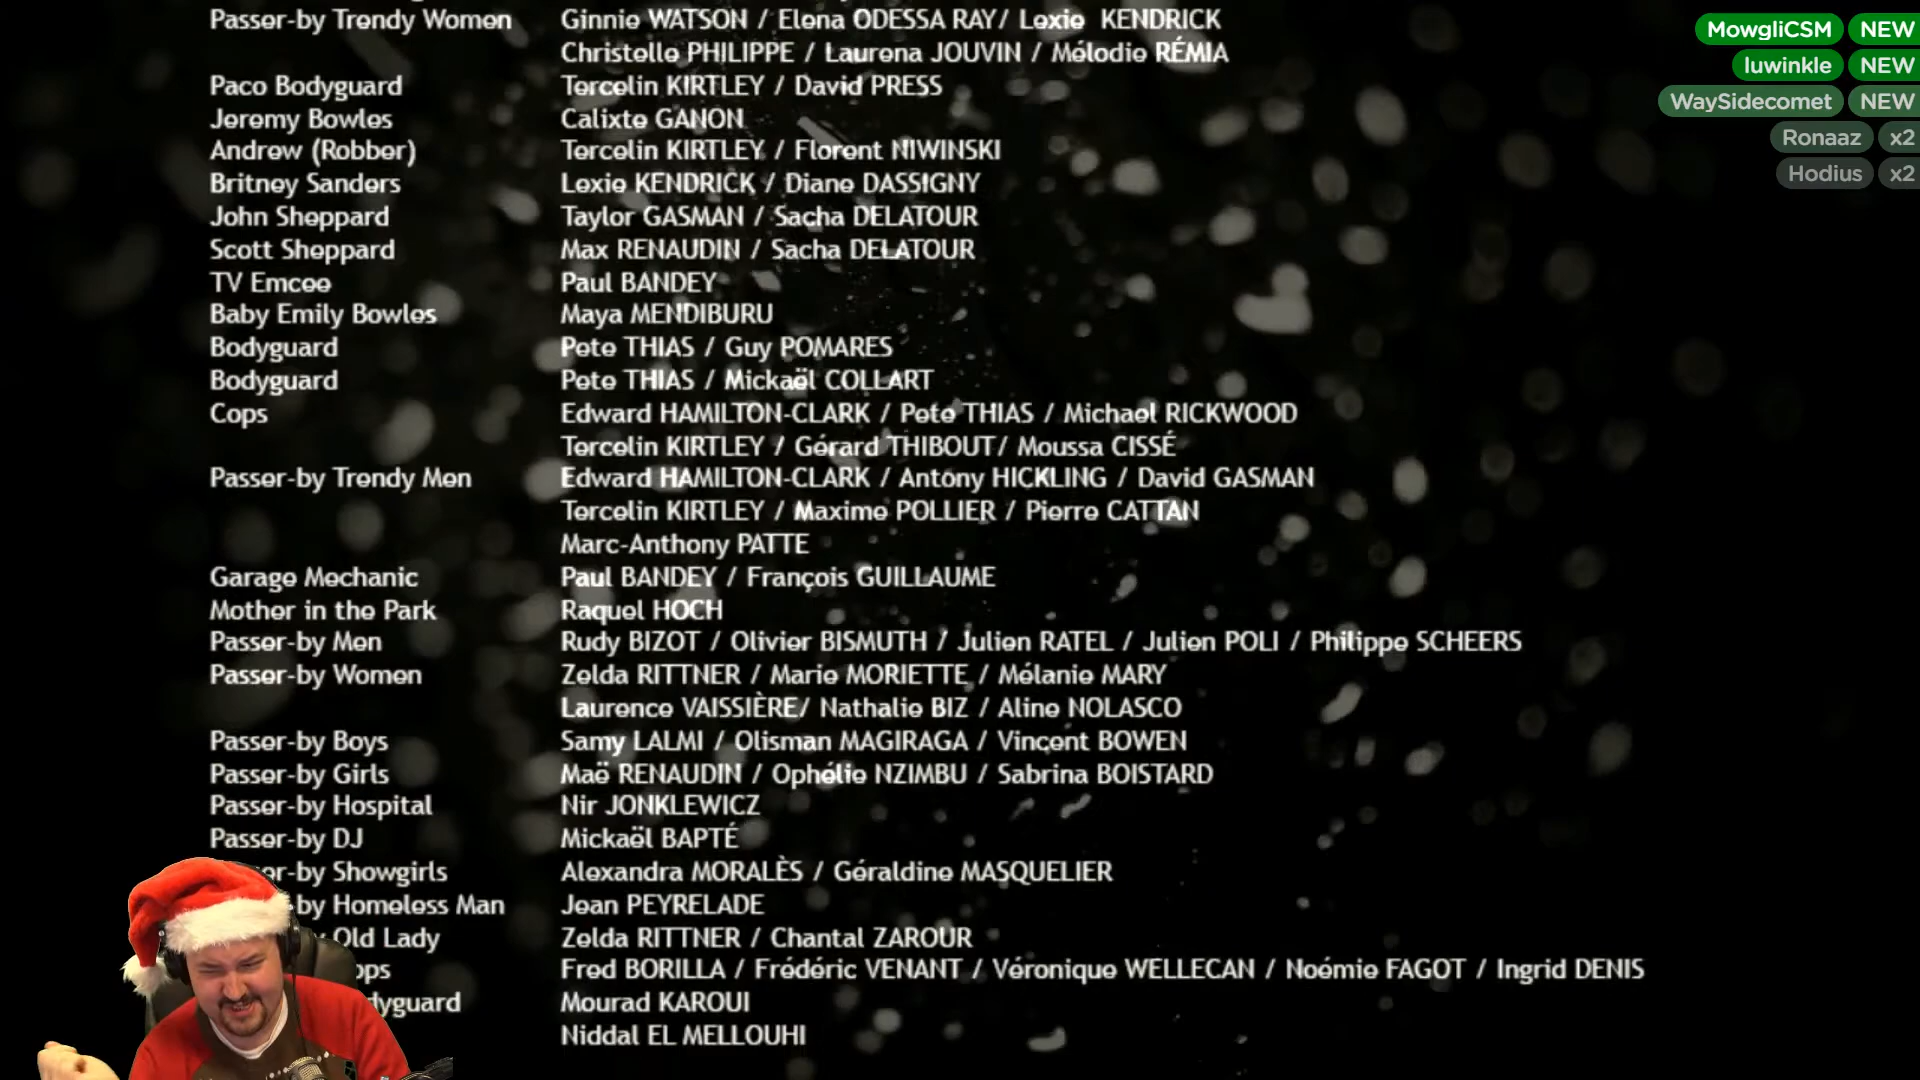 Passer-by Trendy Women Ginnie WATSON / Elena ODESSA RAY/ Lexie KENDRICK
Christelle PHILIPPE / Laurena JOUVIN / Mélodie RÉMIA
Paco Bodyguard Tercelin KIRTLEY / David PRESS
Jeremy Bowles Calixte GANON
Andrew (Robber) Tercelin KIRTLEY / Florent NIWINSKI
Britney Sanders Lexie KENDRICK / Diane DASSIGNY
John Sheppard Taylor GASMAN / Sacha DELATOUR
Scott Sheppard Max RENAUDIN / Sacha DELATOUR
TV Emcee Paul BANDEY
Baby Emily Bowles Maya MENDIBURU
Bodyguard Pete THIAS / Guy POMARES
Bodyguard Pete THIAS / Mickaël COLLART
Cops Edward HAMILTON-CLARK / Pete THIAS / Michael RICKWOOD
Tercelin KIRTLEY / Gérard THIBOUT/ Moussa CISSÉ
Passer-by Trendy Men Edward HAMILTON-CLARK / Antony HICKLING / David GASMAN
Tercelin KIRTLEY / Maxime POLLIER / Pierre CATTAN
Marc-Anthony PATTE
Garage Mechanic Paul BANDEY / François GUILLAUME
Mother in the Park Raquel HOCH
Passer-by Men Rudy BIZOT / Olivier BISMUTH / Julien RATEL / Julien POLI / Philippe SCHEERS
Passer-by Women Zelda RITTNER / Marie MORIETTE / Mélanie MARY
Laurence VAISSIÈRE/ Nathalie BIZ / Aline NOLASCO
Passer-by Boys Samy LALMI / Olisman MAGIRAGA / Vincent BOWEN
Passer-by Girls Maë RENAUDIN / Ophélie NZIMBU / Sabrina BOISTARD
Passer-by Hospital Nir JONKLEWICZ
Passer-by DJ Mickaël BAPTÉ
er-by Showgirls Alexandra MORALÈS / Géraldine MASQUELIER
by Homeless Man Jean PEYRELADE
Old Lady Zelda RITTNER / Chantal ZAROUR
ops Fred BORILLA / Frédéric VENANT / Véronique WELLECAN / Noémie FAGOT / Ingrid DENIS
dyguard Mourad KAROUI
Niddal EL MELLOUHI
MowgliCSM NEW
luwinkle NEW
WaySidecomet NEW
Ronaaz x2
Hodius x2